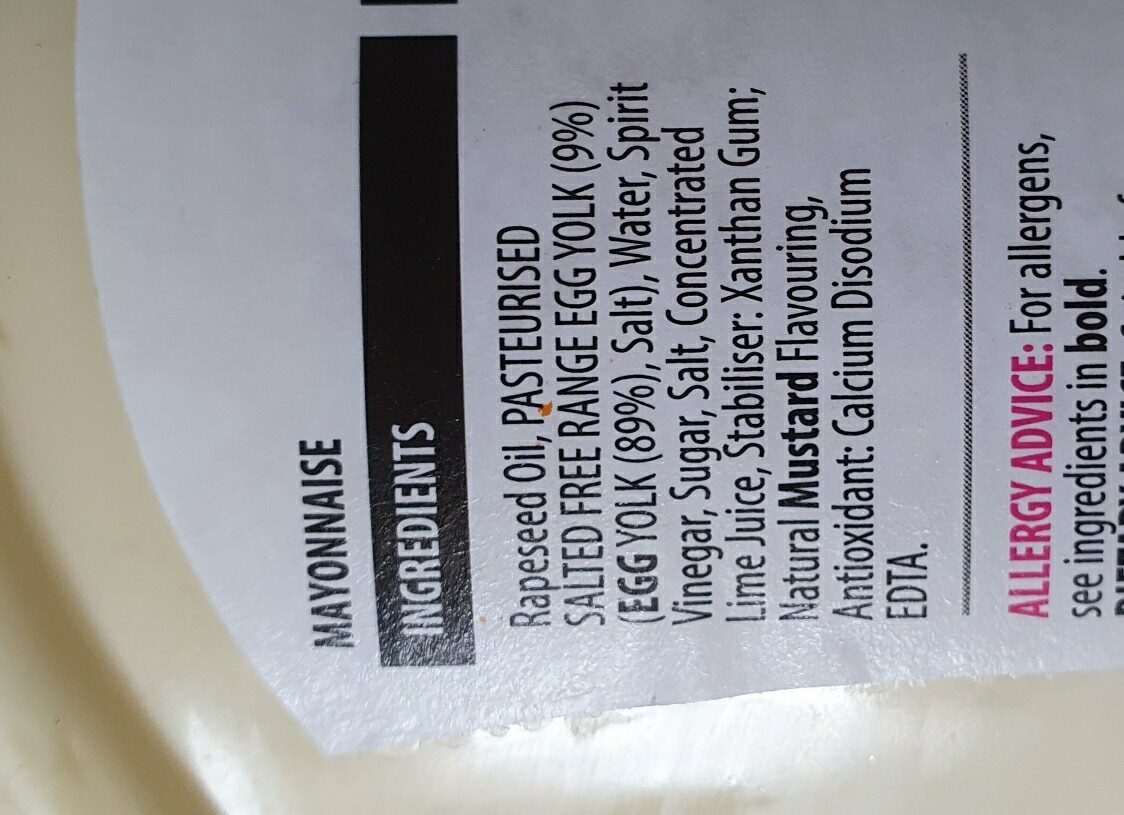 MAYONNAISE
INGREDIENTS
Rapeseed Oil, PASTEURISED
SALTED FREE RANGE EGG YOLK (9%)
(EGG YOLK (89%), Salt), Water, Spirit
Vinegar, Sugar, Salt, Concentrated
Lime Juice, Stabiliser: Xanthan Gum;
Natural Mustard Flavouring,
Antioxidant: Calcium Disodium
EDTA.
ALLERGY ADVICE: For allergens,
see ingredients in bold.